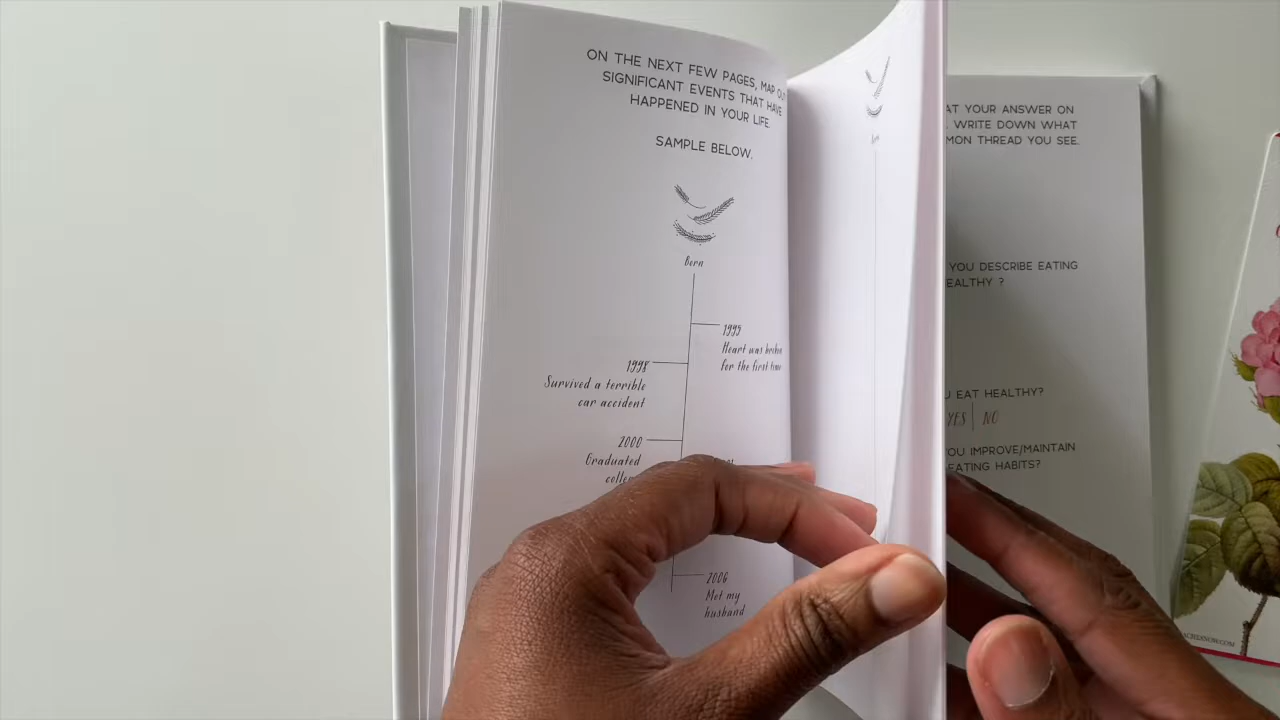 ON THE NEXT FEW PAGES, MAP OUT
SIGNIFICANT EVENTS THAT HAVE
HAPPENED IN YOUR LIFE.
SAMPLE BELOW.
Born
1995
Heart was broken
for the first time
1998
Survived a terrible
car accident
2000
Graduated
2006
Met my
husband
Born
AT YOUR ANSWER ON
WRITE DOWN WHAT
MON THREAD YOU SEE.
YOU DESCRIBE EATING
EALTHY ?
U EAT HEALTHY?
YES | NO
OU IMPROVE/MAINTAIN
EATING HABITS?